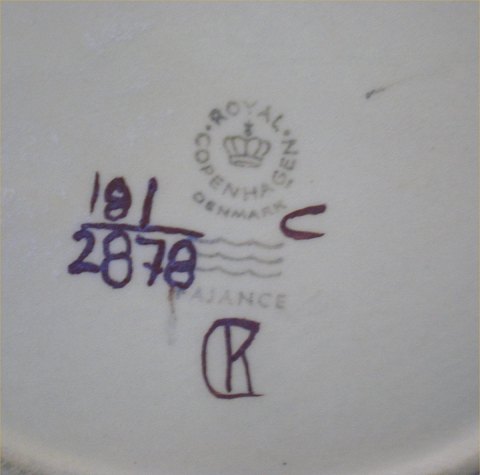 ROYAL COPENHAGEN
DENMARK
181
2878
C
FAJANCE
R